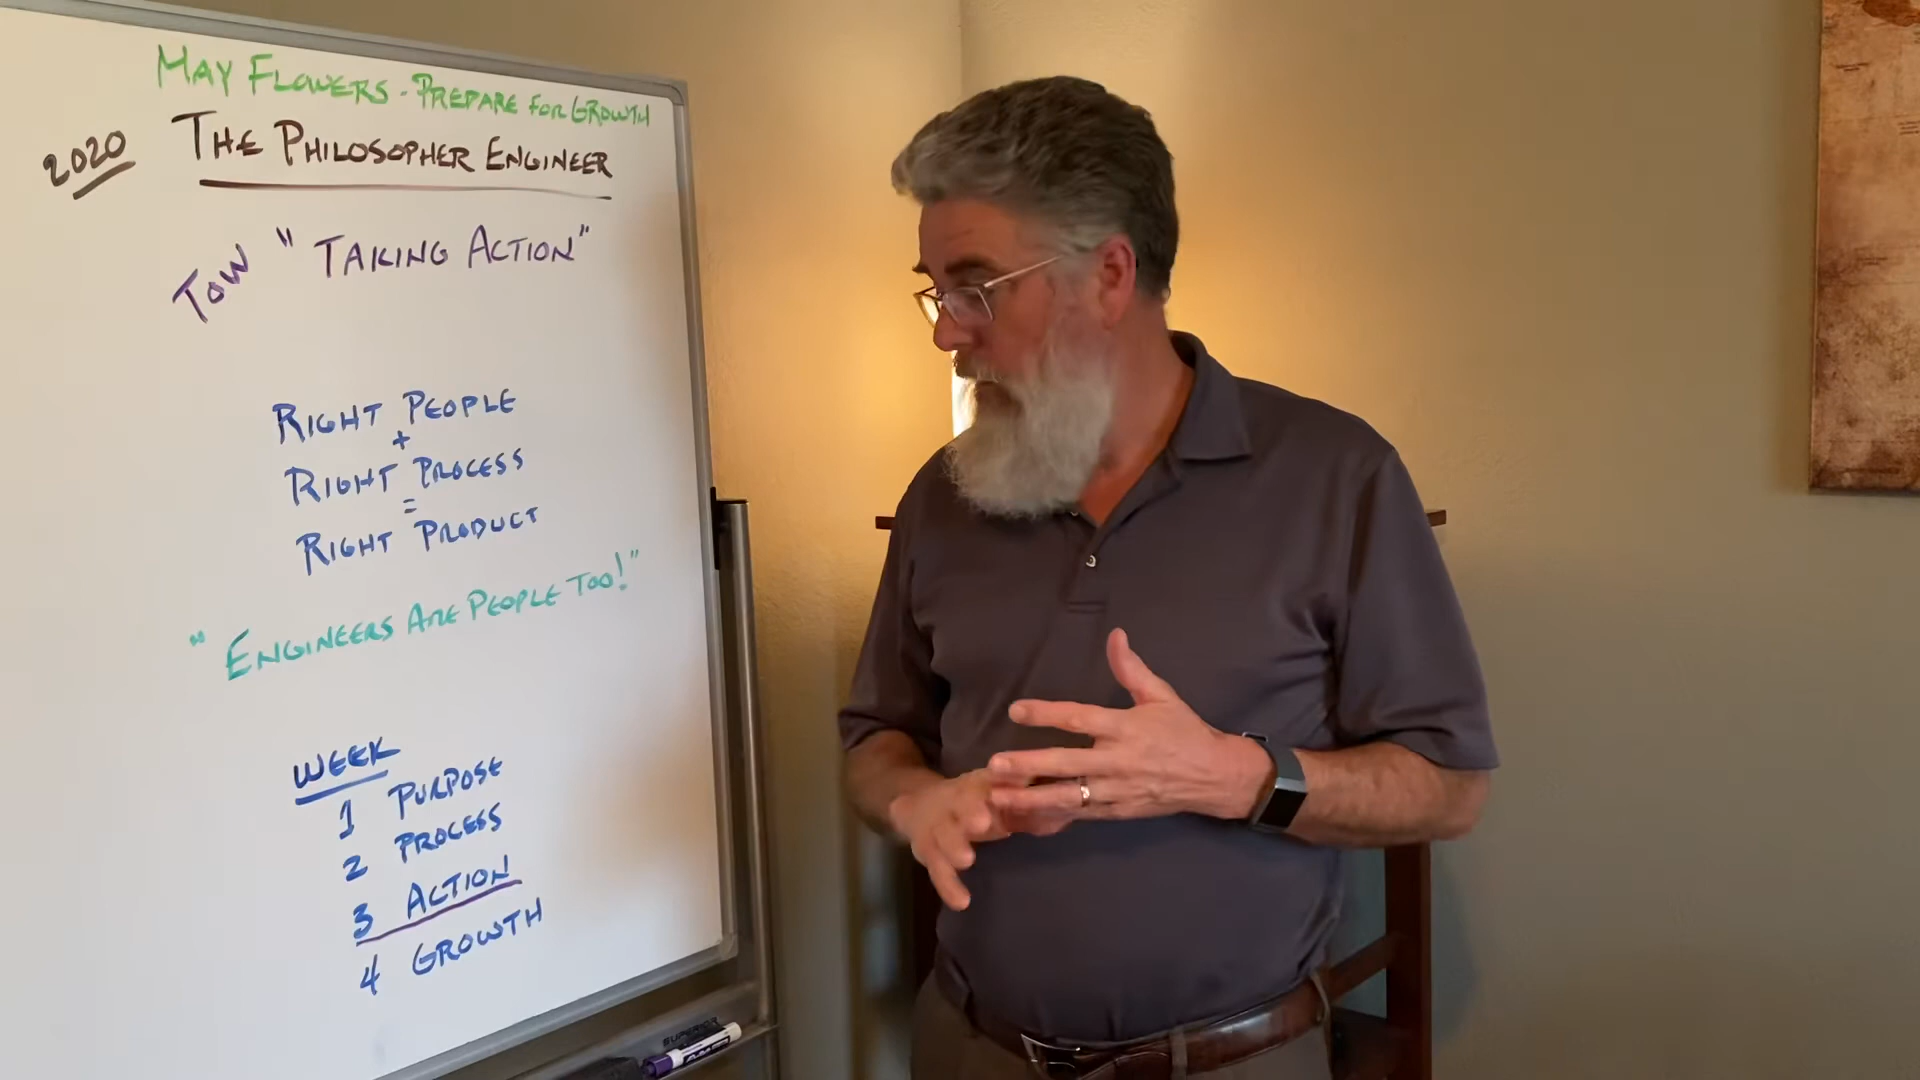 MAY FLOWERS - PREPARE FOR GROWTH
2020 THE PHILOSOPHER ENGINEER
TOW "TAKING ACTION"
RIGHT PEOPLE
+
RIGHT PROCESS
=
RIGHT PRODUCT
"ENGINEERS ARE PEOPLE TOO!"
WEEK
1 PURPOSE
2 PROCESS
3 ACTION
4 GROWTH
SUPERIOR